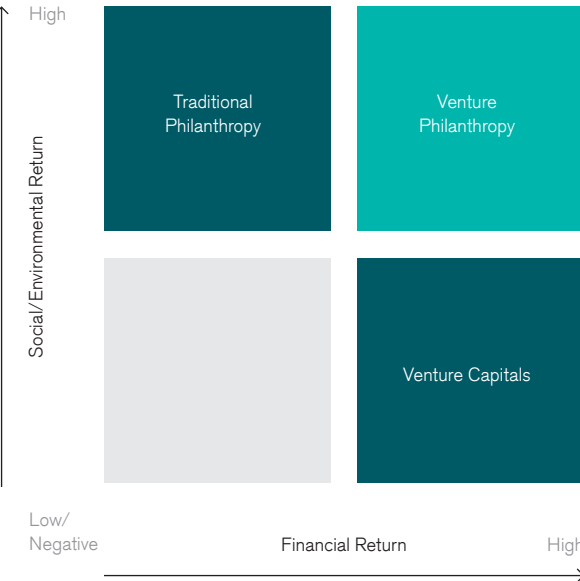 High
Traditional
Philanthropy
Venture
Philanthropy
Social/Environmental Return
Venture Capitals
Low/
Negative
Financial Return
High